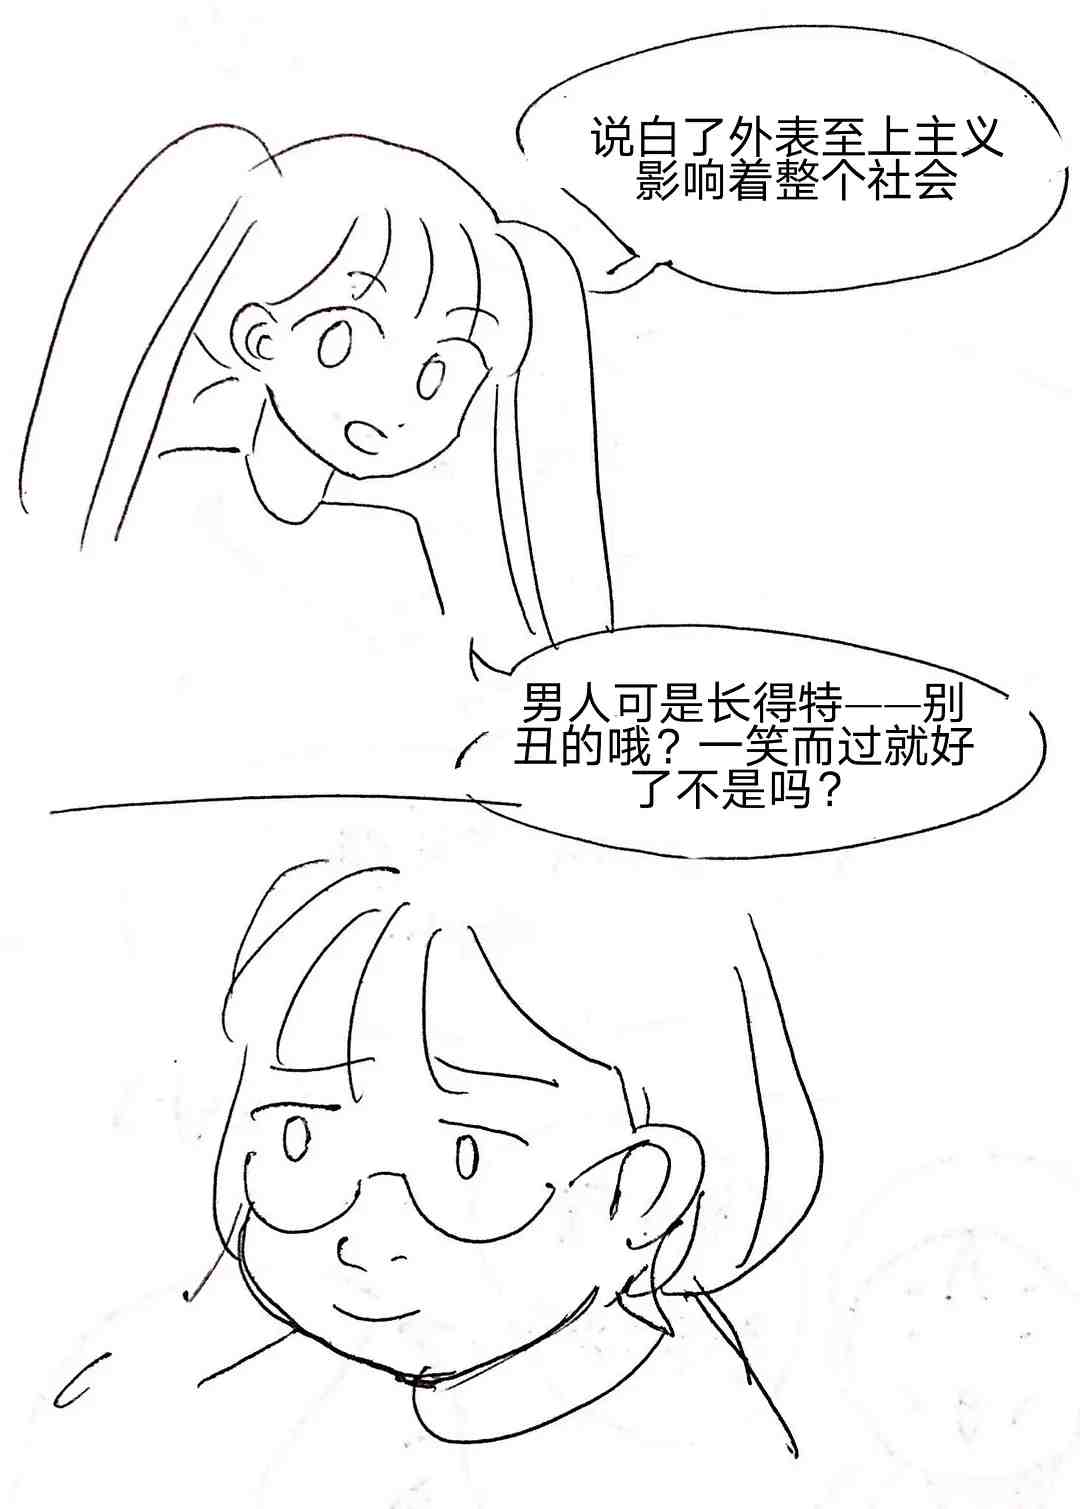 说白了外表至上主义
影响着整个社会
男人可是长得特——别
丑的哦？一笑而过就好
了不是吗？